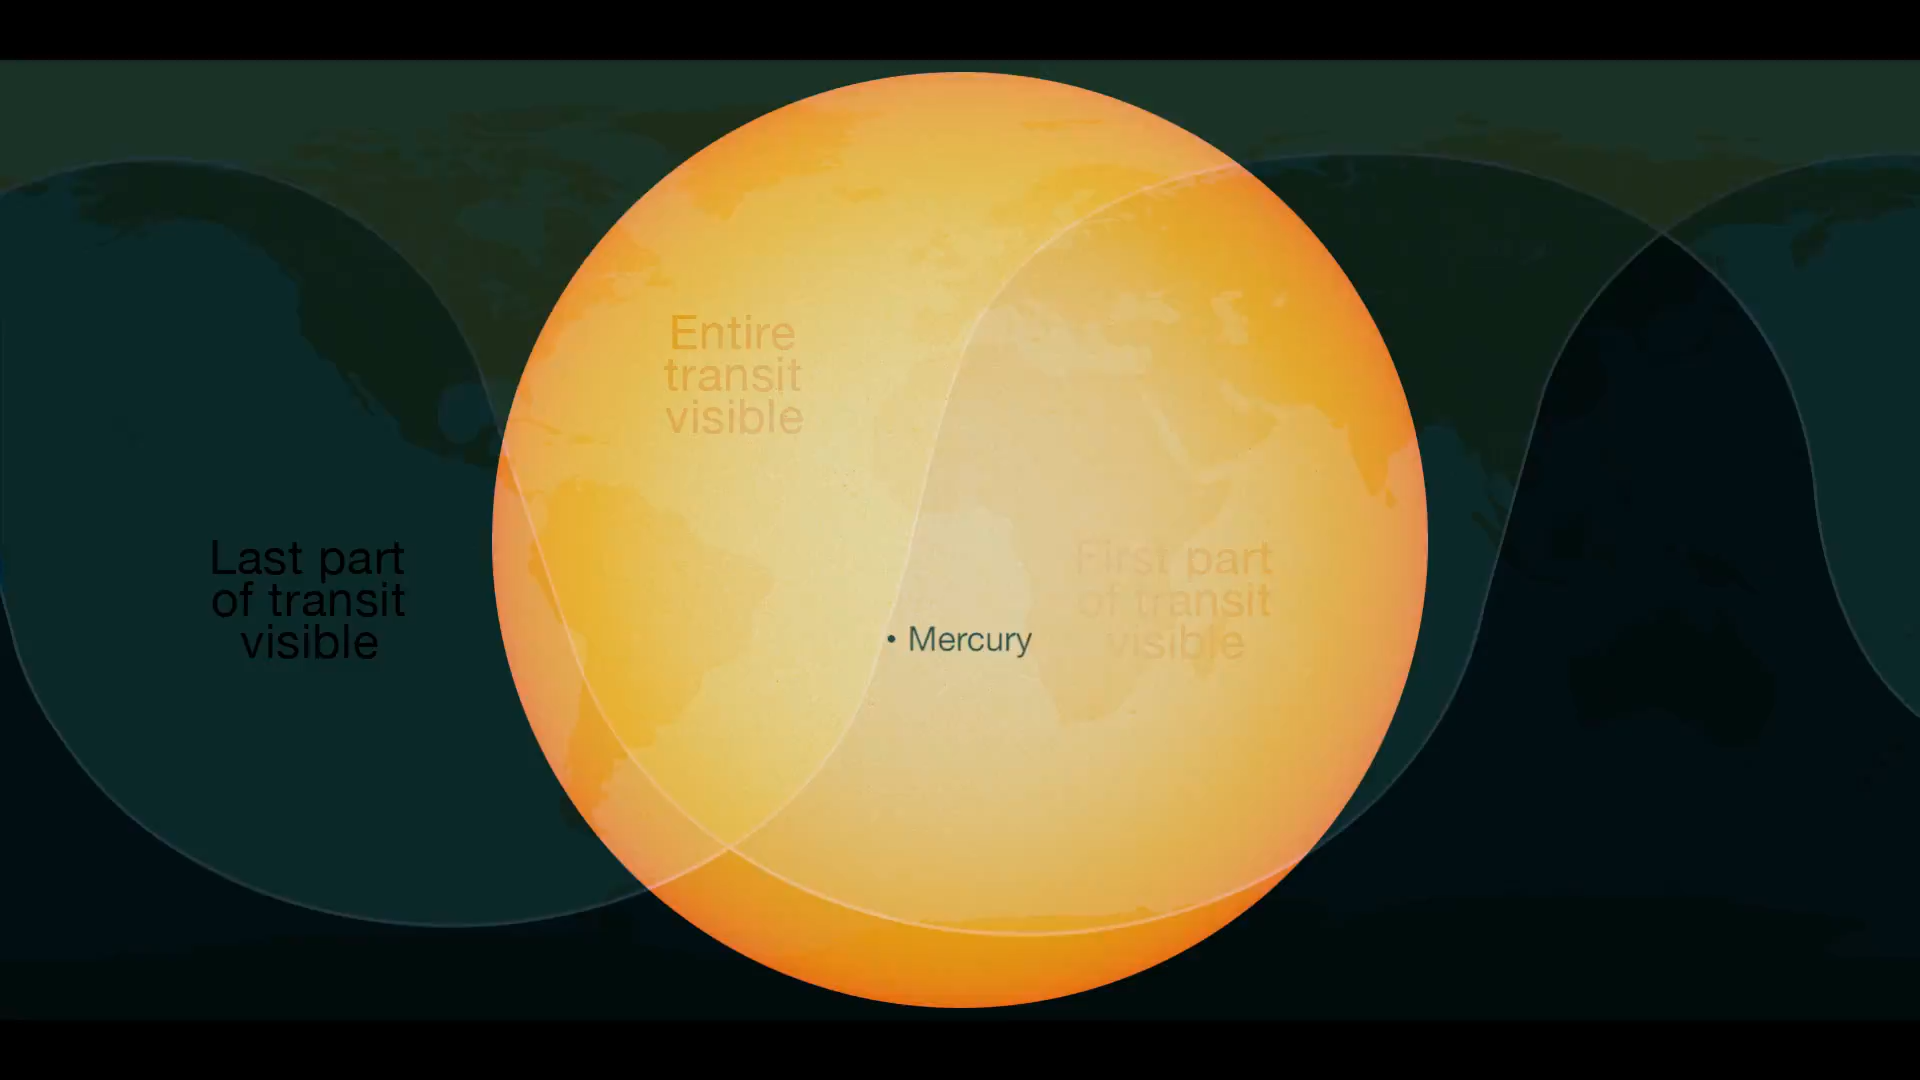 Entire
transit
visible
Last part
of transit
visible
First part
of transit
visible
• Mercury